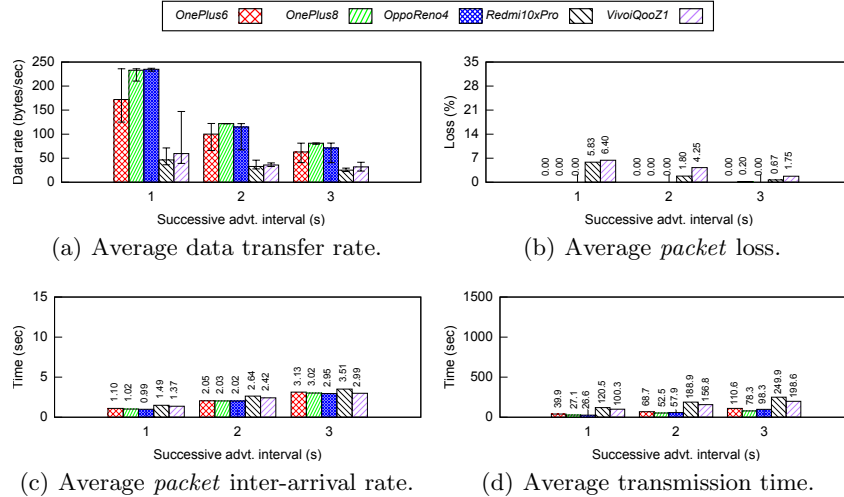 OnePlus6 OnePlus8 OppoReno4 Redmi10xPro VivoiQooZ1
Data rate (bytes/sec)
250
200
150
100
50
0
1 2 3
Successive advt. interval (s)
(a) Average data transfer rate.
Loss (%)
35
28
21
14
7
0
0.00 0.00 0.00 5.83 6.40 0.00 0.00 0.00 1.80 4.25 0.00 0.20 0.00 0.67 1.75
1 2 3
Successive advt. interval (s)
(b) Average packet loss.
Time (sec)
15
10
5
0
1.10 1.02 0.99 1.49 1.37 2.05 2.03 2.02 2.64 2.42 3.13 3.02 2.95 3.51 2.99
1 2 3
Successive advt. interval (s)
(c) Average packet inter-arrival rate.
Time (sec)
1500
1000
500
0
39.9 27.1 26.6 120.5 100.3 68.7 52.5 57.9 188.9 156.8 110.6 78.3 98.3 249.9 198.6
1 2 3
Successive advt. interval (s)
(d) Average transmission time.